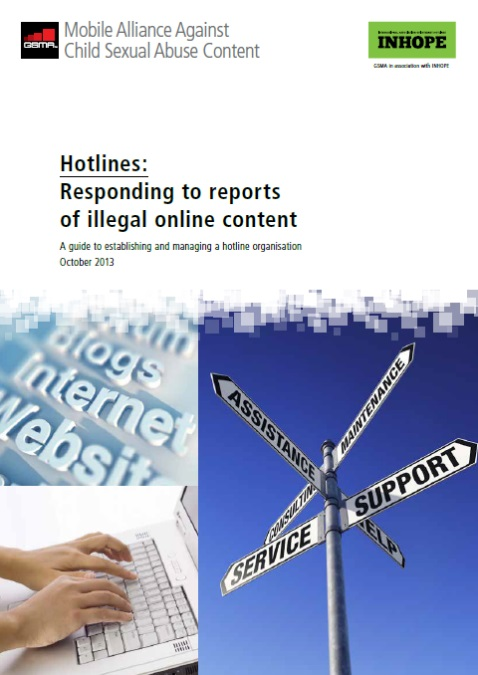 GSMA
Mobile Alliance Against
Child Sexual Abuse Content
INHOPE
GSMA in association with INHOPE
Hotlines:
Responding to reports
of illegal online content
A guide to establishing and managing a hotline organisation
October 2013
Blogs
Internet
Website
ASSISTANCE
MAINTENANCE
CONSULTING
SUPPORT
SERVICE
HELP